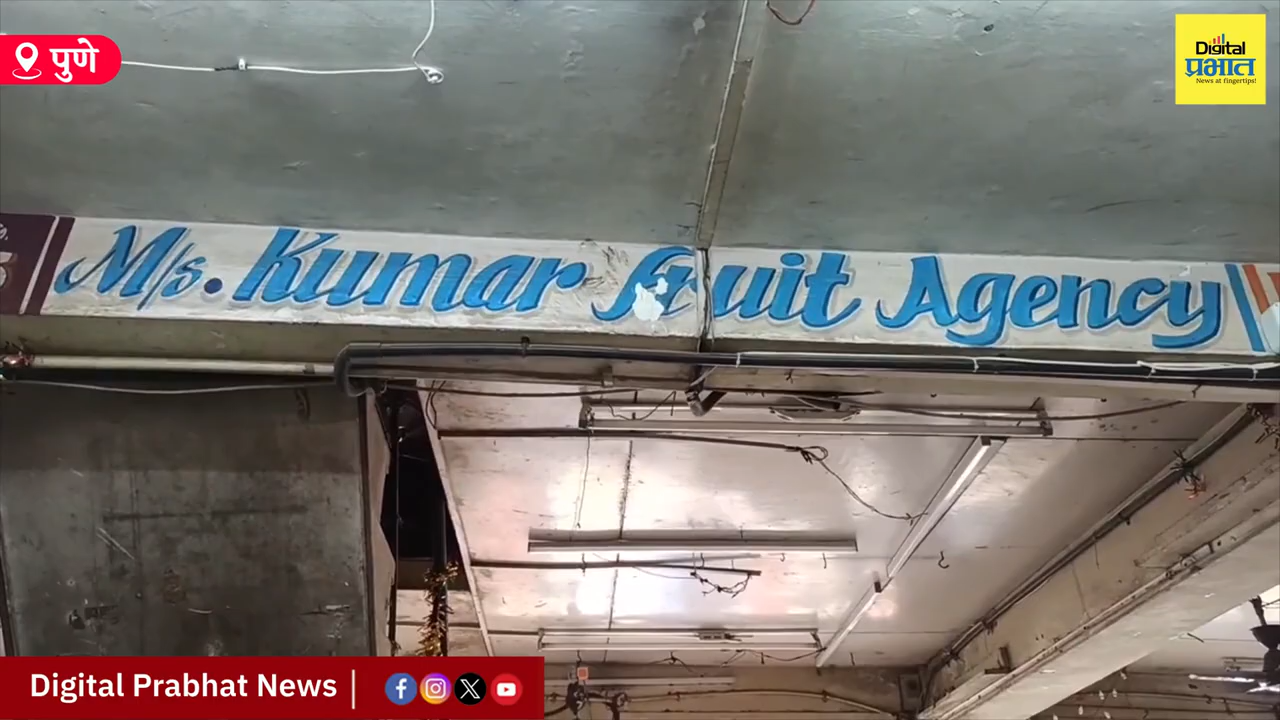 पुणे
Digital
प्रभात
News at fingertips!
M/s. Kumar Fruit Agency
Digital Prabhat News